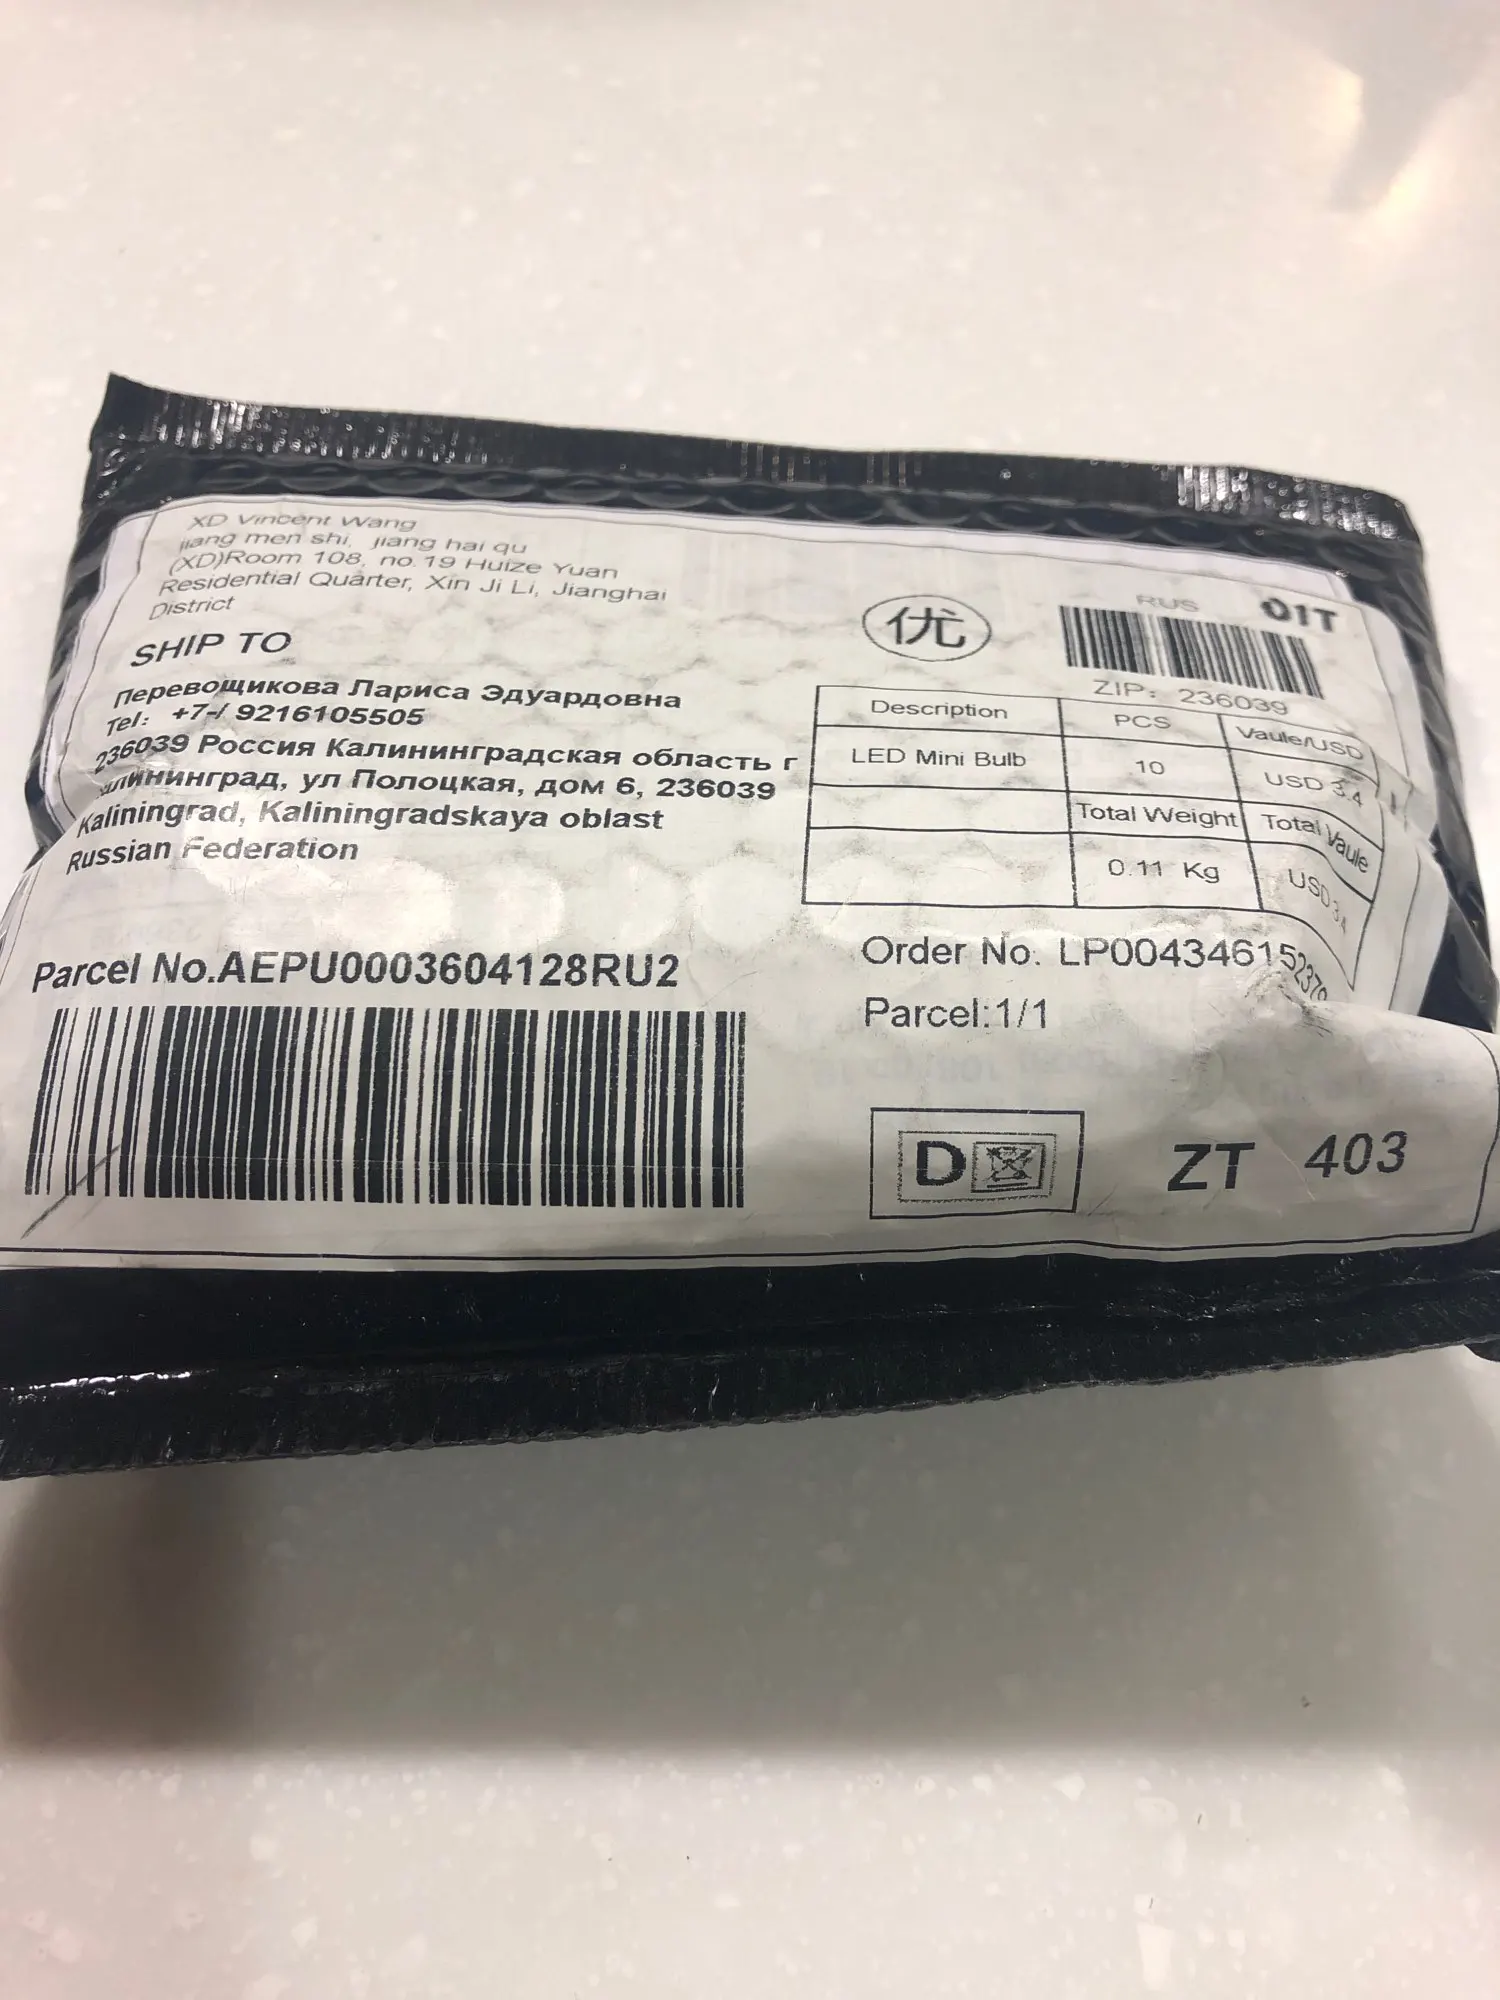 XD Vincent Wang
jiang men shi, jiang hai qu
(XD)Room 108, no.19 Huize Yuan
Residential Quarter, Xin Ji Li, Jianghai
District
SHIP TO
Перевощикова Лариса Эдуардовна
Tel: +7-/ 9216105505
236039 Россия Калининградская область г
алининград, ул Полоцкая, дом 6, 236039
Kaliningrad, Kaliningradskaya oblast
Russian Federation
优
RUS 01T
ZIP: 236039
Description PCS Vaule/USD
LED Mini Bulb 10 USD 3.4
Total Weight Total Vaule
0.11 Kg USD3.4
Parcel No.AEPU0003604128RU2
Order No. LP00434615237
Parcel:1/1
D ZT 403